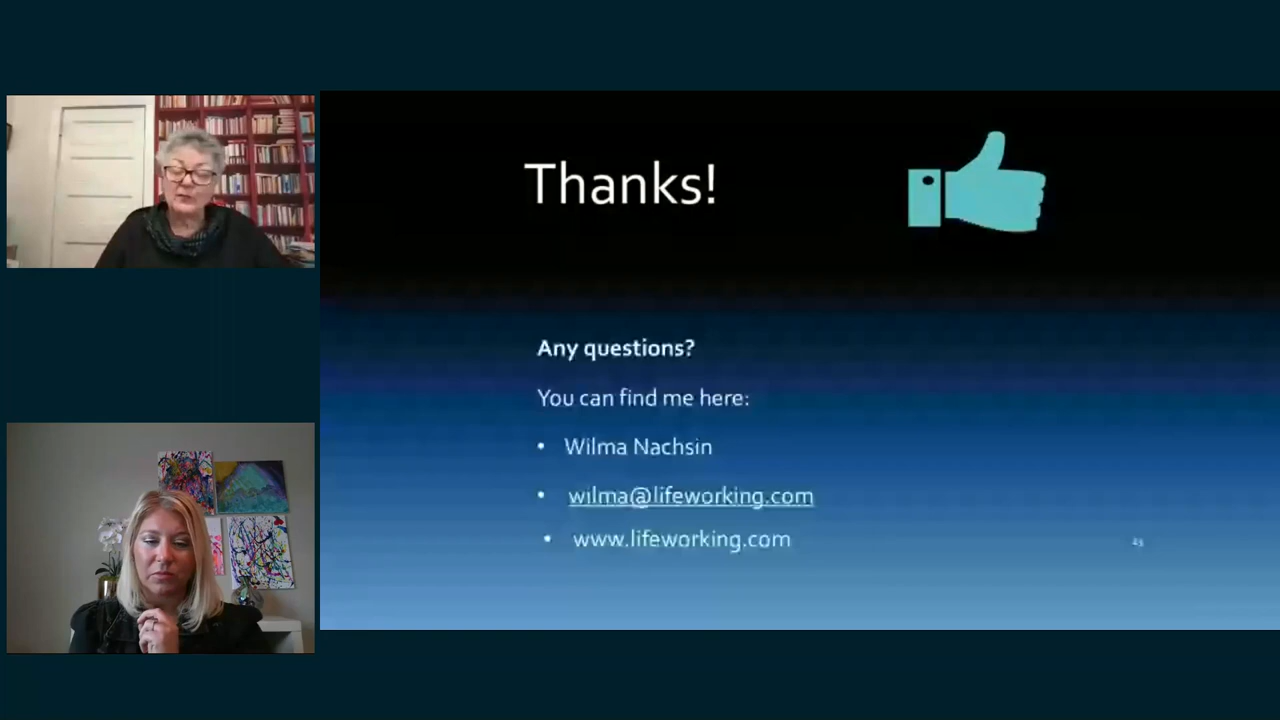 Thanks!
Any questions?
You can find me here:
• Wilma Nachsin
• wilma@lifeworking.com
• www.lifeworking.com